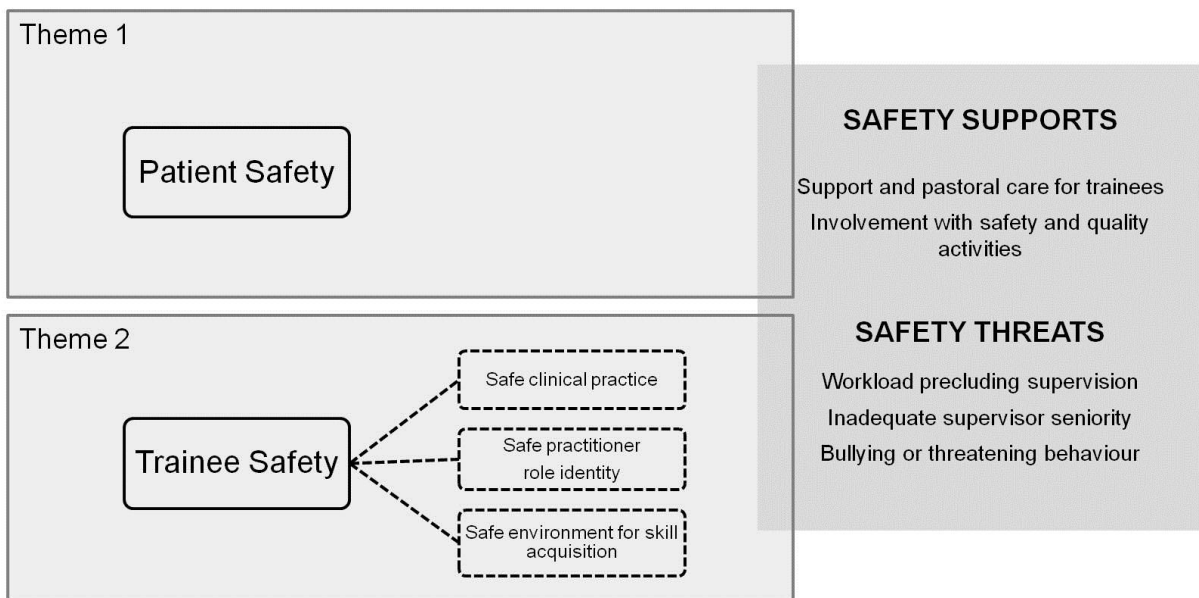 Theme 1
Patient Safety
Theme 2
Trainee Safety
Safe clinical practice
Safe practitioner
role identity
Safe environment for skill
acquisition
SAFETY SUPPORTS
Support and pastoral care for trainees
Involvement with safety and quality
activities
SAFETY THREATS
Workload precluding supervision
Inadequate supervisor seniority
Bullying or threatening behaviour